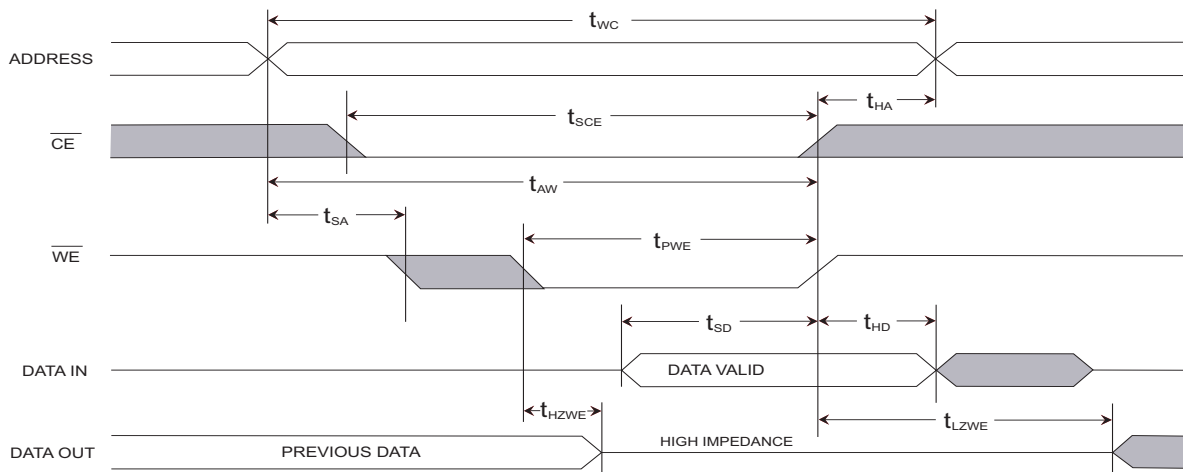 tWC
ADDRESS
tHA
tSCE
CE
tAW
tSA
tPWE
WE
tSD
tHD
DATA IN
DATA VALID
tHZWE
tLZWE
DATA OUT
PREVIOUS DATA
HIGH IMPEDANCE